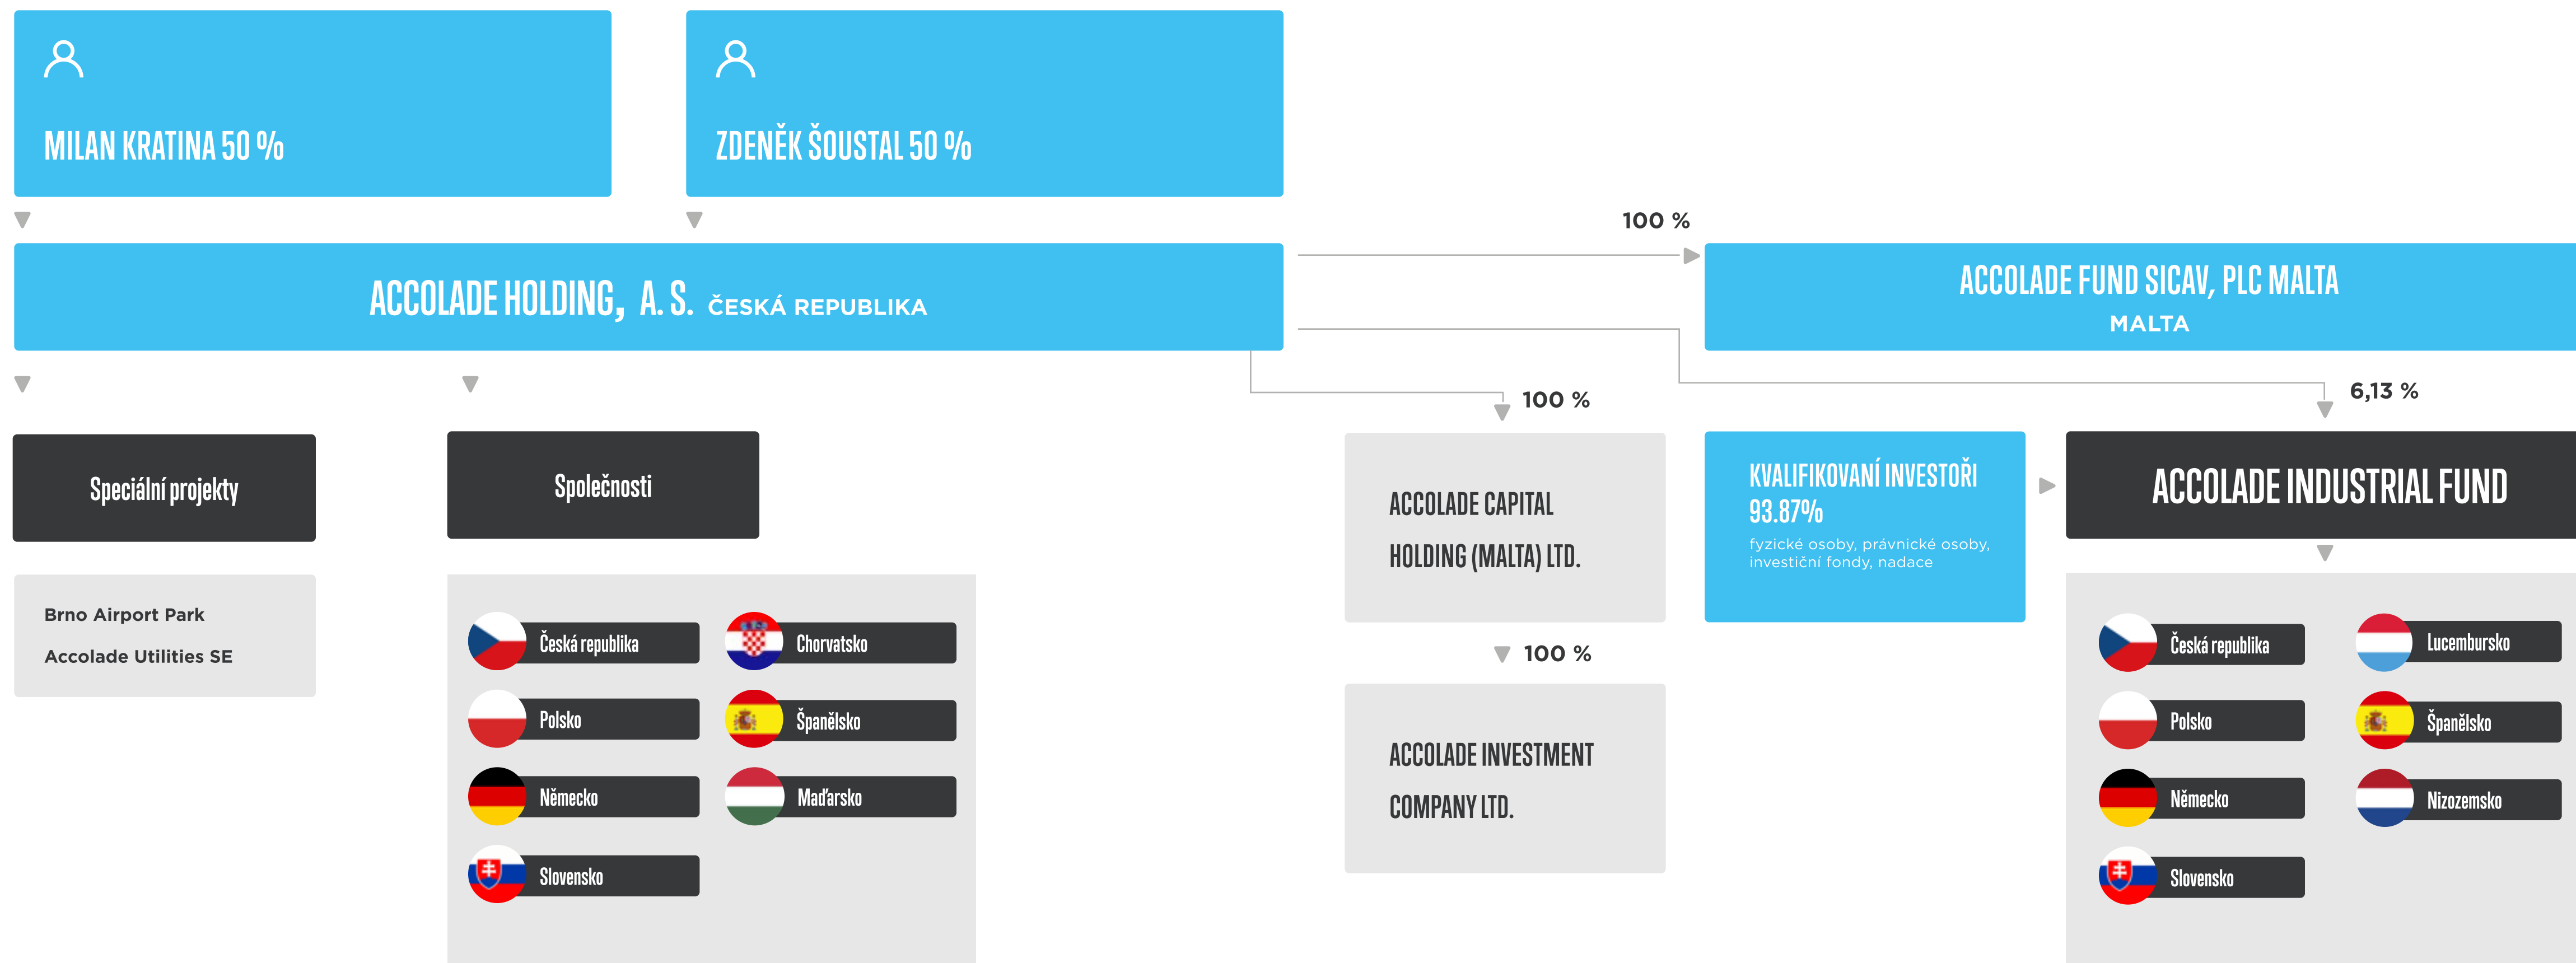 MILAN KRATINA 50 %
ZDENĚK ŠOUSTAL 50 %
100 %
ACCOLADE HOLDING, A. S. ČESKÁ REPUBLIKA
ACCOLADE FUND SICAV, PLC MALTA
MALTA
100 %
6,13 %
Speciální projekty
Společnosti
ACCOLADE CAPITAL
HOLDING (MALTA) LTD.
KVALIFIKOVANÍ INVESTOŘI
93.87%
fyzické osoby, právnické osoby,
investiční fondy, nadace
ACCOLADE INDUSTRIAL FUND
Brno Airport Park
Accolade Utilities SE
Česká republika
Chorvatsko
Polsko
Španělsko
Německo
Maďarsko
Slovensko
100 %
ACCOLADE INVESTMENT
COMPANY LTD.
Česká republika
Lucembursko
Polsko
Španělsko
Německo
Nizozemsko
Slovensko